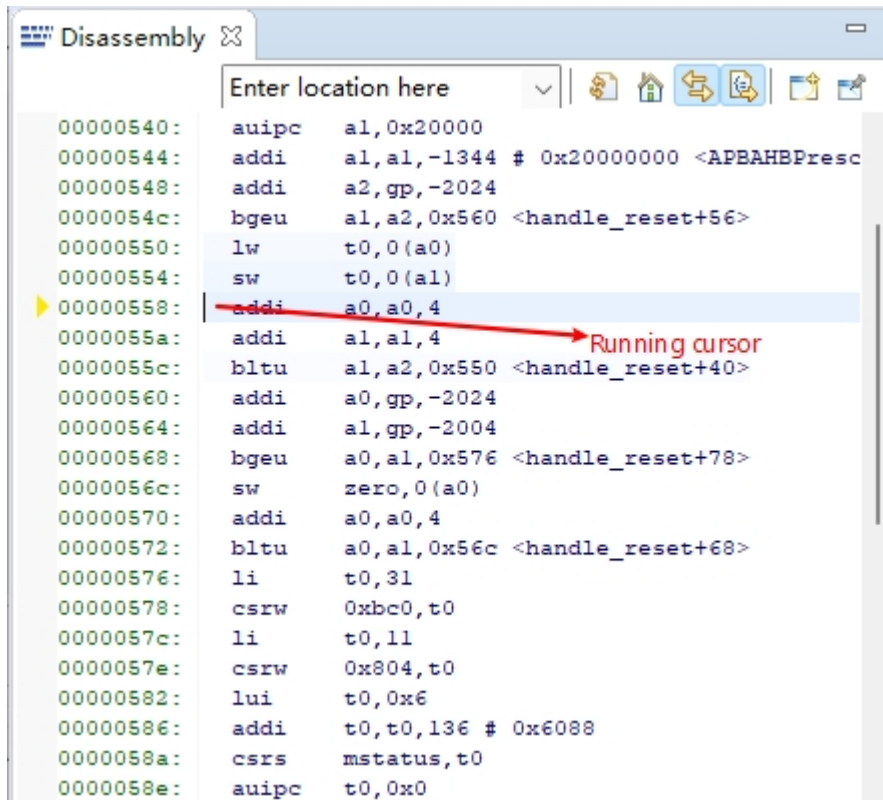 Disassembly
Enter location here
00000540: auipc a1,0x20000
00000544: addi a1,a1,-1344 # 0x20000000 <APBAHBPresc
00000548: addi a2,gp,-2024
0000054c: bgeu a1,a2,0x560 <handle_reset+56>
00000550: lw t0,0(a0)
00000554: sw t0,0(a1)
00000558: addi a0,a0,4
Running cursor
0000055a: addi a1,a1,4
0000055c: bltu a1,a2,0x550 <handle_reset+40>
00000560: addi a0,gp,-2024
00000564: addi a1,gp,-2004
00000568: bgeu a0,a1,0x576 <handle_reset+78>
0000056c: sw zero,0(a0)
00000570: addi a0,a0,4
00000572: bltu a0,a1,0x56c <handle_reset+68>
00000576: li t0,31
00000578: csrw 0xbc0,t0
0000057c: li t0,11
0000057e: csrw 0x804,t0
00000582: lui t0,0x6
00000586: addi t0,t0,136 # 0x6088
0000058a: csrs mstatus,t0
0000058e: auipc t0,0x0